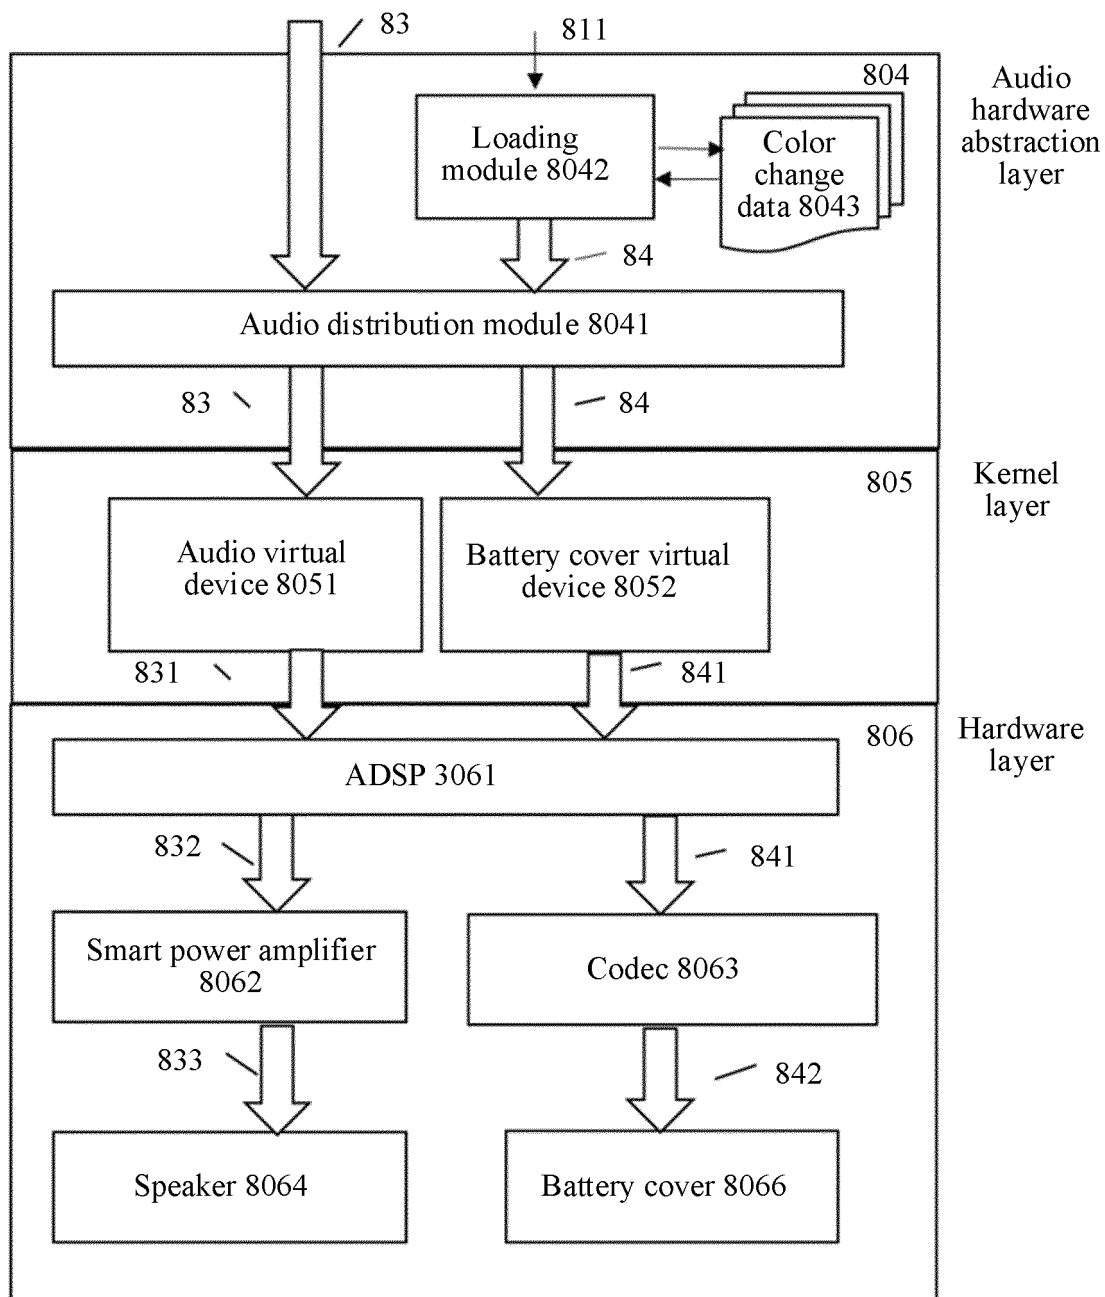 83
811
804
Audio
hardware
abstraction
layer
Loading
module 8042
Color
change
data 8043
84
Audio distribution module 8041
83
84
805
Kernel
layer
Audio virtual
device 8051
Battery cover virtual
device 8052
831
841
806
Hardware
layer
ADSP 3061
832
841
Smart power amplifier
8062
Codec 8063
833
842
Speaker 8064
Battery cover 8066